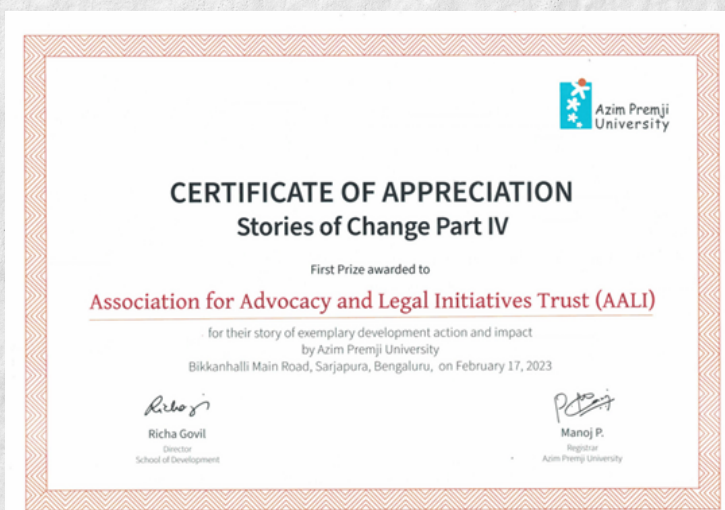 Azim Premji
University
CERTIFICATE OF APPRECIATION
Stories of Change Part IV
First Prize awarded to
Association for Advocacy and Legal Initiatives Trust (AALI)
for their story of exemplary development action and impact
by Azim Premji University
Bikkanhalli Main Road, Sarjapura, Bengaluru, on February 17, 2023
Richa Govil
Director
School of Development
Manoj P.
Registrar
Azim Premji University